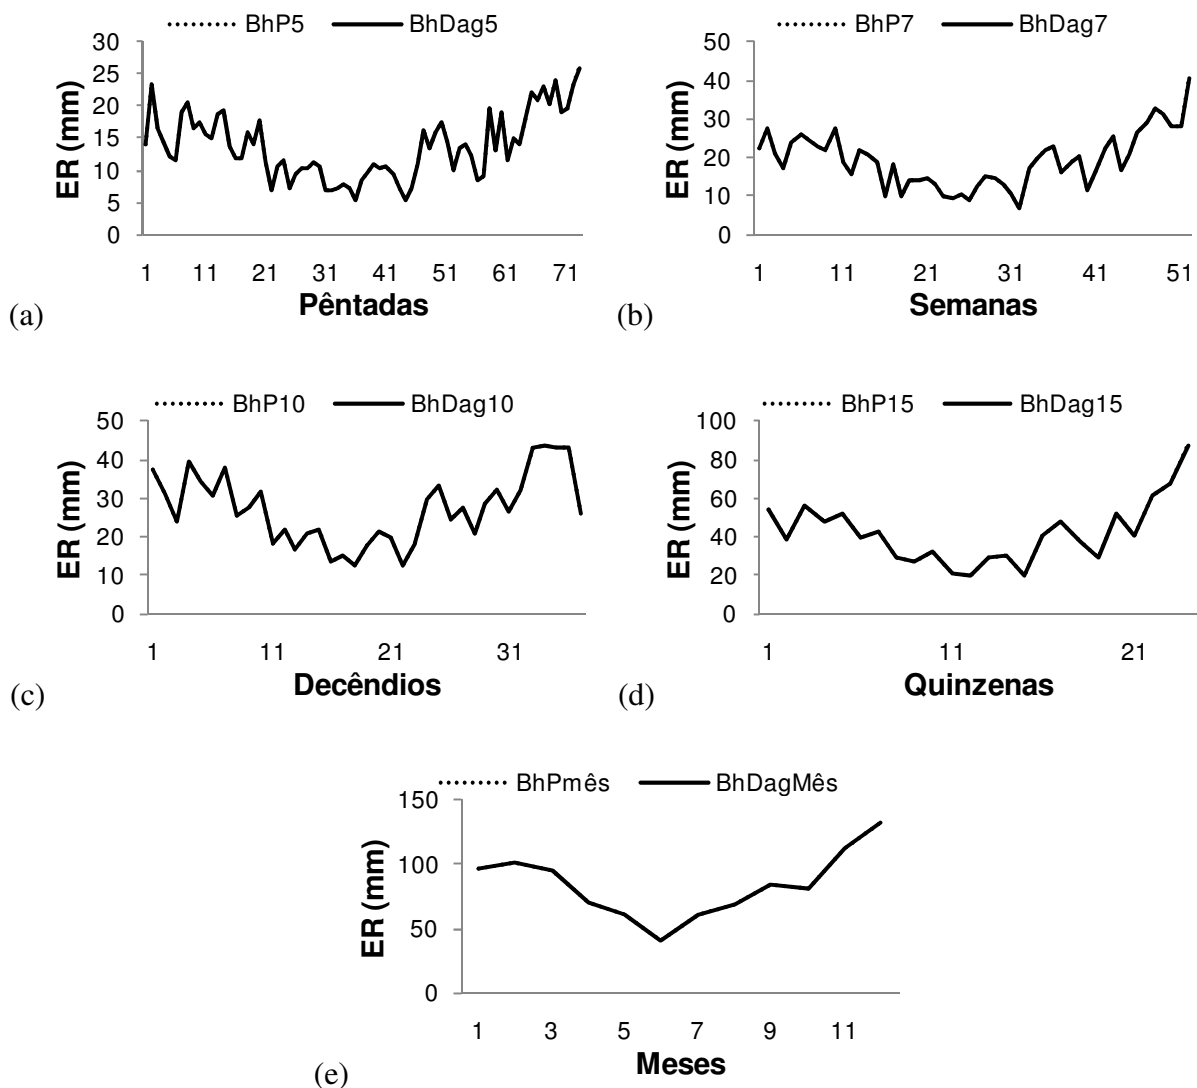 BhP5 BhDag5
30
25
20
15
10
5
0
ER (mm)
1 11 21 31 41 51 61 71
Pêntadas
(a)
BhP7 BhDag7
50
40
30
20
10
0
ER (mm)
1 11 21 31 41 51
Semanas
(b)
BhP10 BhDag10
50
40
30
20
10
0
ER (mm)
1 11 21 31
Decêndios
(c)
BhP15 BhDag15
100
80
60
40
20
0
ER (mm)
1 11 21
Quinzenas
(d)
BhPmês BhDagMês
150
100
50
0
ER (mm)
1 3 5 7 9 11
Meses
(e)